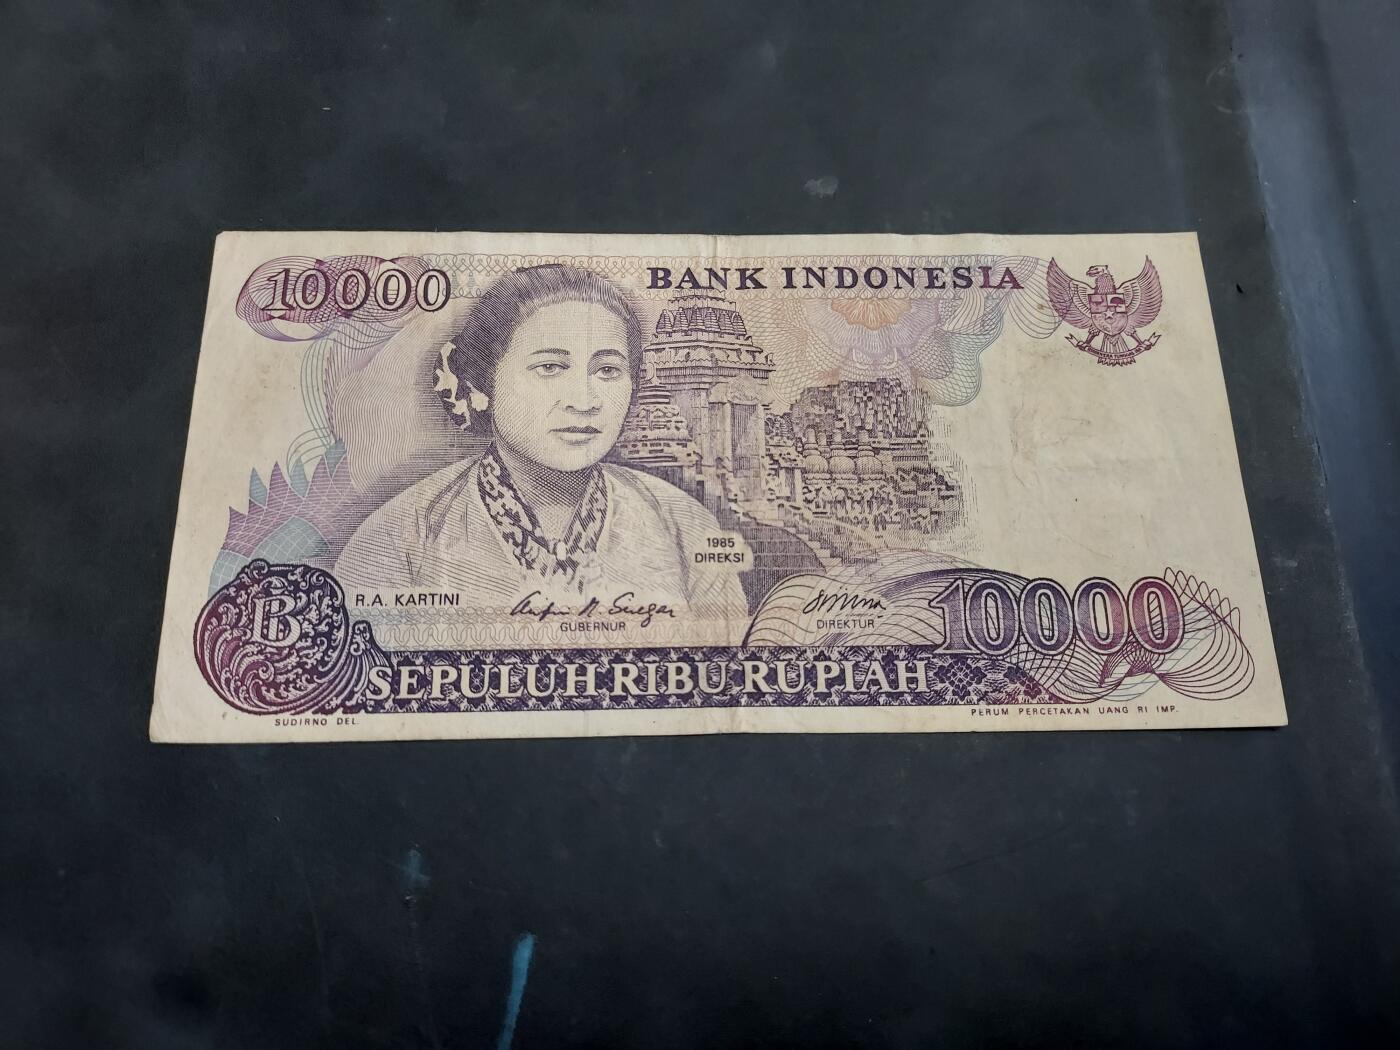 10000
BANK INDONESIA
1985
DIREKSI
R.A. KARTINI
GUBERNUR
DIREKTUR
10000
SEPULUH RIBU RUPIAH
SUDIRNO DEL.
PERUM PERCETAKAN UANG RI IMP.